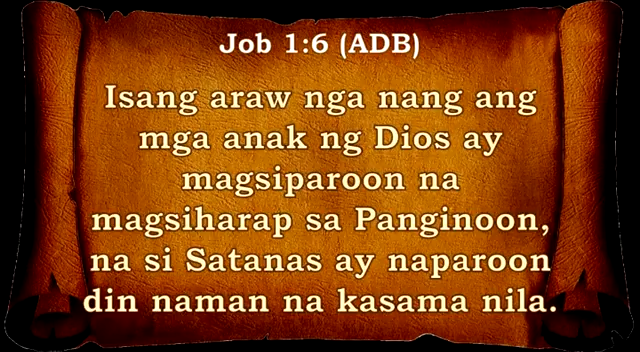 Job 1:6 (ADB)
Isang araw nga nang ang
mga anak ng Dios ay
magsiparoon na
magsiharap sa Panginoon,
na si Satanas ay naparoon
din naman na kasama nila.